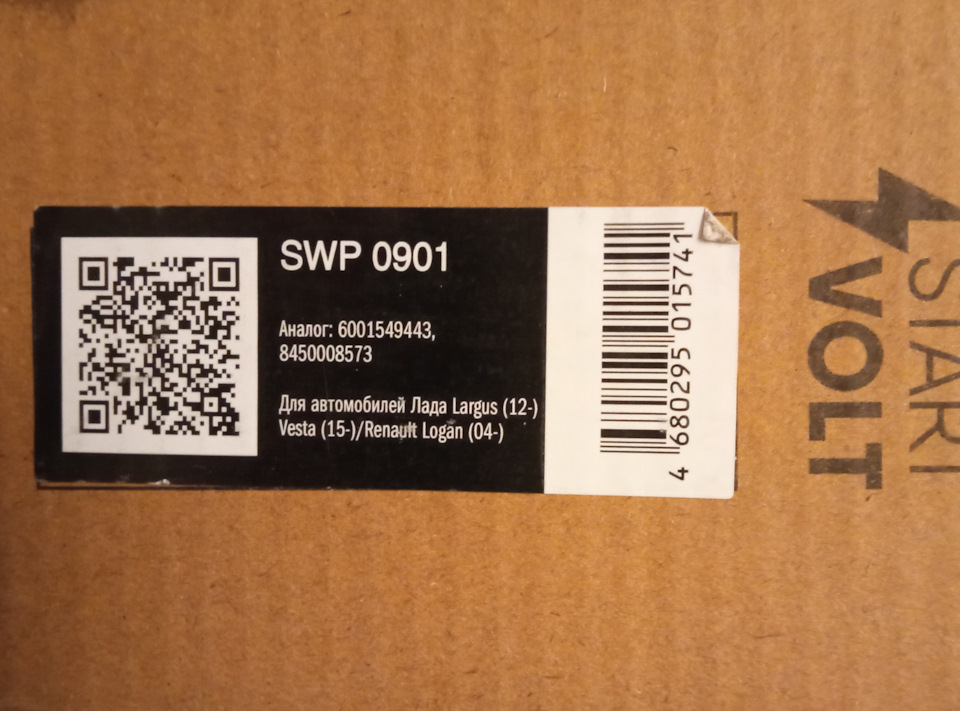 SWP 0901
Аналог: 6001549443,
8450008573
Для автомобилей Лада Largus (12-)
Vesta (15-)/Renault Logan (04-)
4 680295 015741
START
VOLT